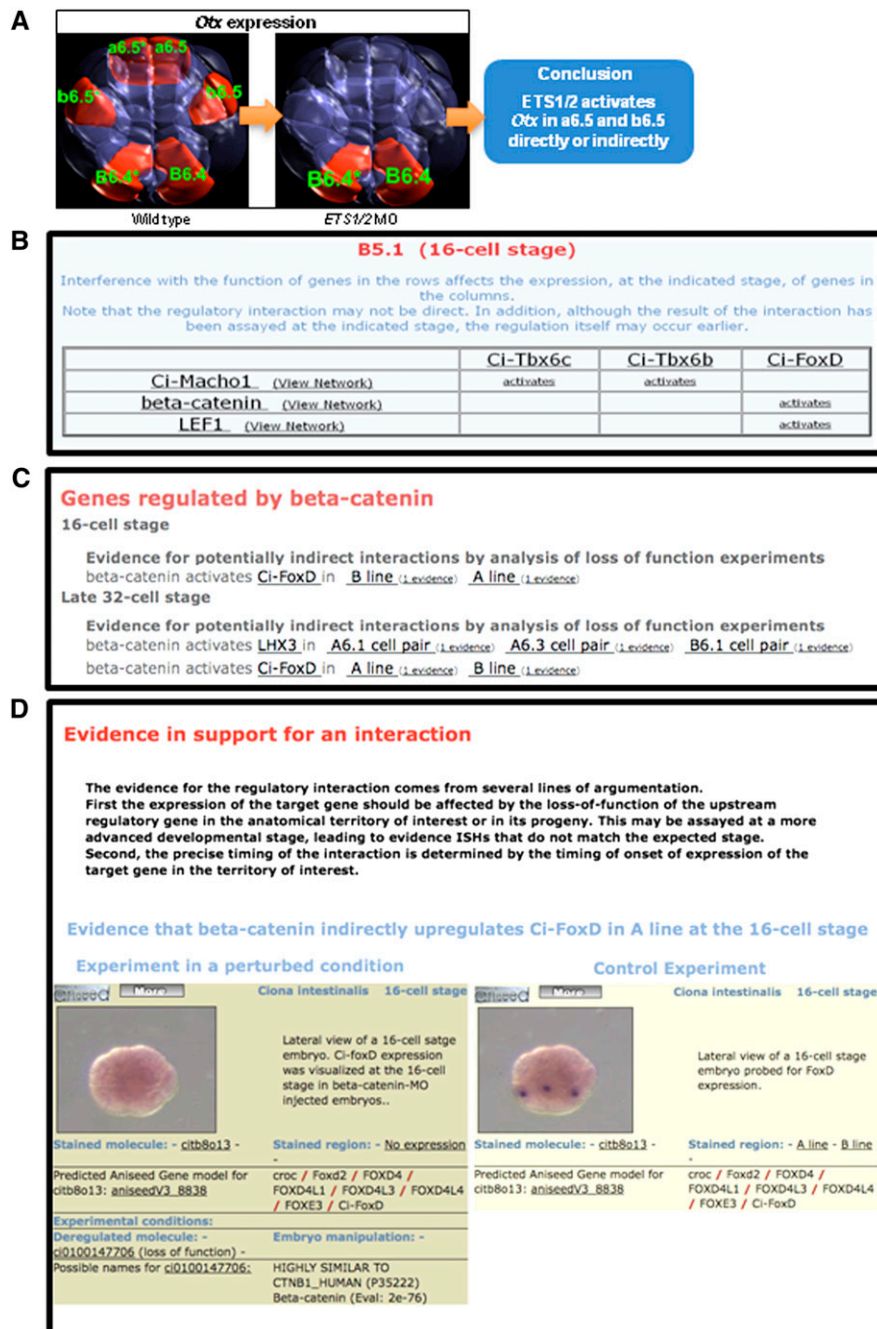 A
Otx expression
a6.5* a6.5
b6.5* b6.5
B6.4* B6.4
B6.4* B6.4
Wild type
ETS1/2 MO
Conclusion
ETS1/2 activates
Otx in a6.5 and b6.5
directly or indirectly
B
B5.1 (16-cell stage)
Interference with the function of genes in the rows affects the expression, at the indicated stage, of genes in
the columns.
Note that the regulatory interaction may not be direct. In addition, although the result of the interaction has
been assayed at the indicated stage, the regulation itself may occur earlier.
Ci-Tbx6c Ci-Tbx6b Ci-FoxD
Ci-Macho1 (View Network) activates activates
beta-catenin (View Network) activates
LEF1 (View Network) activates
C
Genes regulated by beta-catenin
16-cell stage
Evidence for potentially indirect interactions by analysis of loss of function experiments
beta-catenin activates Ci-FoxD in B line (1 evidence) A line (1 evidence)
Late 32-cell stage
Evidence for potentially indirect interactions by analysis of loss of function experiments
beta-catenin activates LHX3 in A6.1 cell pair (1 evidence) A6.3 cell pair (1 evidence) B6.1 cell pair (1 evidence)
beta-catenin activates Ci-FoxD in A line (1 evidence) B line (1 evidence)
D
Evidence in support for an interaction
The evidence for the regulatory interaction comes from several lines of argumentation.
First the expression of the target gene should be affected by the loss-of-function of the upstream
regulatory gene in the anatomical territory of interest or in its progeny. This may be assayed at a more
advanced developmental stage, leading to evidence ISHs that do not match the expected stage.
Second, the precise timing of the interaction is determined by the timing of onset of expression of the
target gene in the territory of interest.
Evidence that beta-catenin indirectly upregulates Ci-FoxD in A line at the 16-cell stage
Experiment in a perturbed condition
More
Ciona intestinalis 16-cell stage
Lateral view of a 16-cell satge
embryo. Ci-foxD expression
was visualized at the 16-cell
stage in beta-catenin-MO
injected embryos..
Stained molecule: - citb8o13 -
Stained region: - No expression
-
Predicted Aniseed Gene model for
citb8o13: aniseedV3_8838
croc / Foxd2 / FOXD4 /
FOXD4L1 / FOXD4L3 / FOXD4L4
/ FOXE3 / Ci-FoxD
Experimental conditions:
Deregulated molecule: -
ci0100147706 (loss of function) -
Embryo manipulation: -
Possible names for ci0100147706:
HIGHLY SIMILAR TO
CTNB1_HUMAN (P35222)
Beta-catenin (Eval: 2e-76)
Control Experiment
More
Ciona intestinalis 16-cell stage
Lateral view of a 16-cell stage
embryo probed for FoxD
expression.
Stained molecule: - citb8o13 -
Stained region: - A line - B line
-
Predicted Aniseed Gene model for
citb8o13: aniseedV3_8838
croc / Foxd2 / FOXD4 /
FOXD4L1 / FOXD4L3 / FOXD4L4
/ FOXE3 / Ci-FoxD